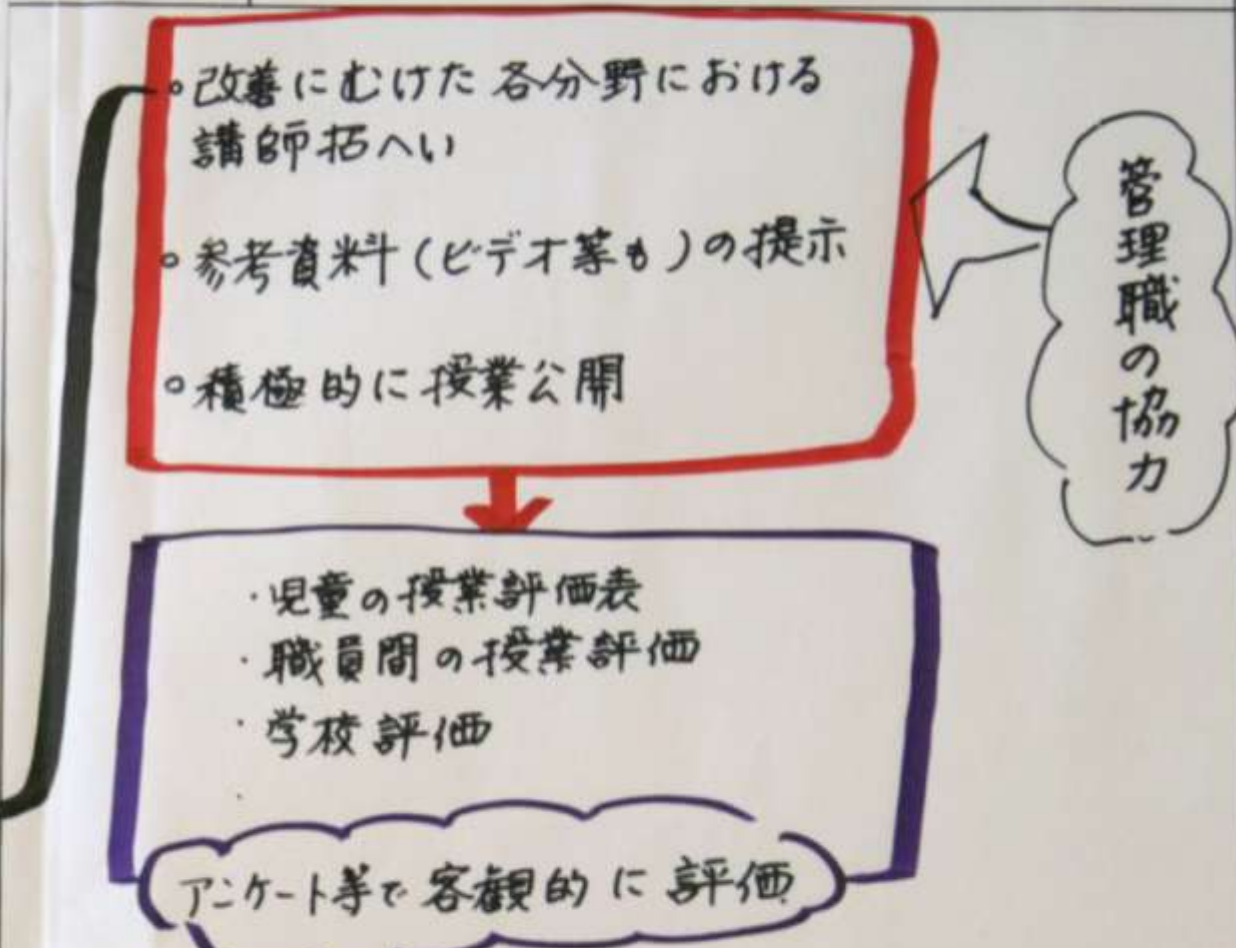 。改善にむけた各分野における
講師招へい
。参考資料(ビデオ等も)の提示
。積極的に授業公開
管理職の協力
・児童の授業評価表
・職員間の授業評価
・学校評価
・
アンケート等で客観的に評価